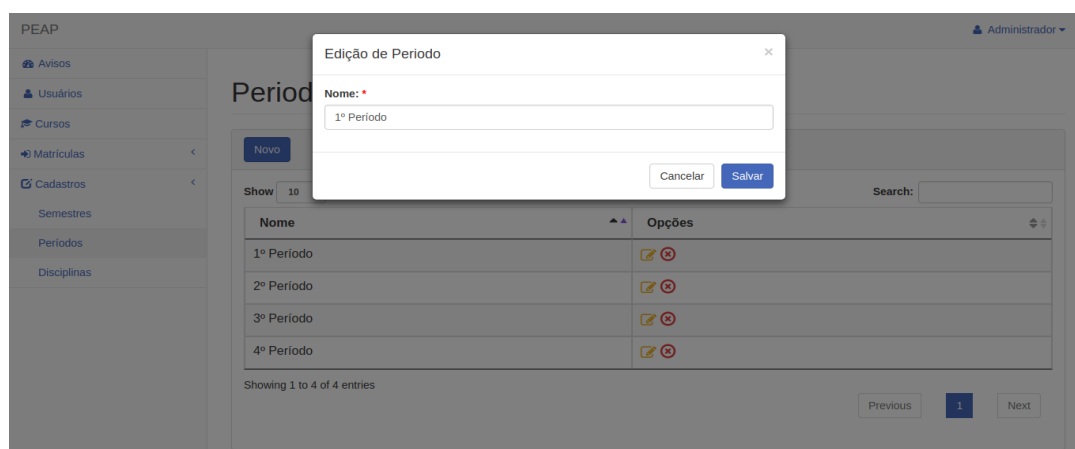 PEAP
Administrador
Avisos
Usuários
Cursos
Matrículas
Cadastros
Semestres
Períodos
Disciplinas
Edição de Periodo
×
Nome: *
1º Período
Cancelar
Salvar
Period
Novo
Show 10
Search:
Nome
Opções
1º Período
2º Período
3º Período
4º Período
Showing 1 to 4 of 4 entries
Previous
1
Next